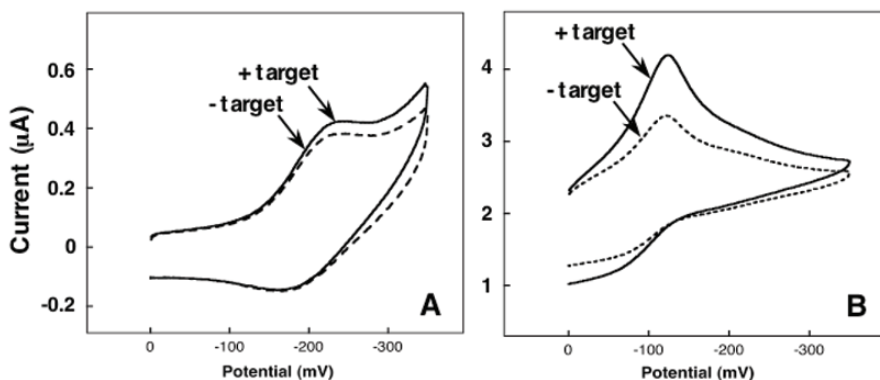 Current (µA)
0.6
0.4
0.2
0
-0.2
+target
-target
A
0
-100
-200
-300
Potential (mV)
4
3
2
1
+target
-target
B
0
-100
-200
-300
Potential (mV)